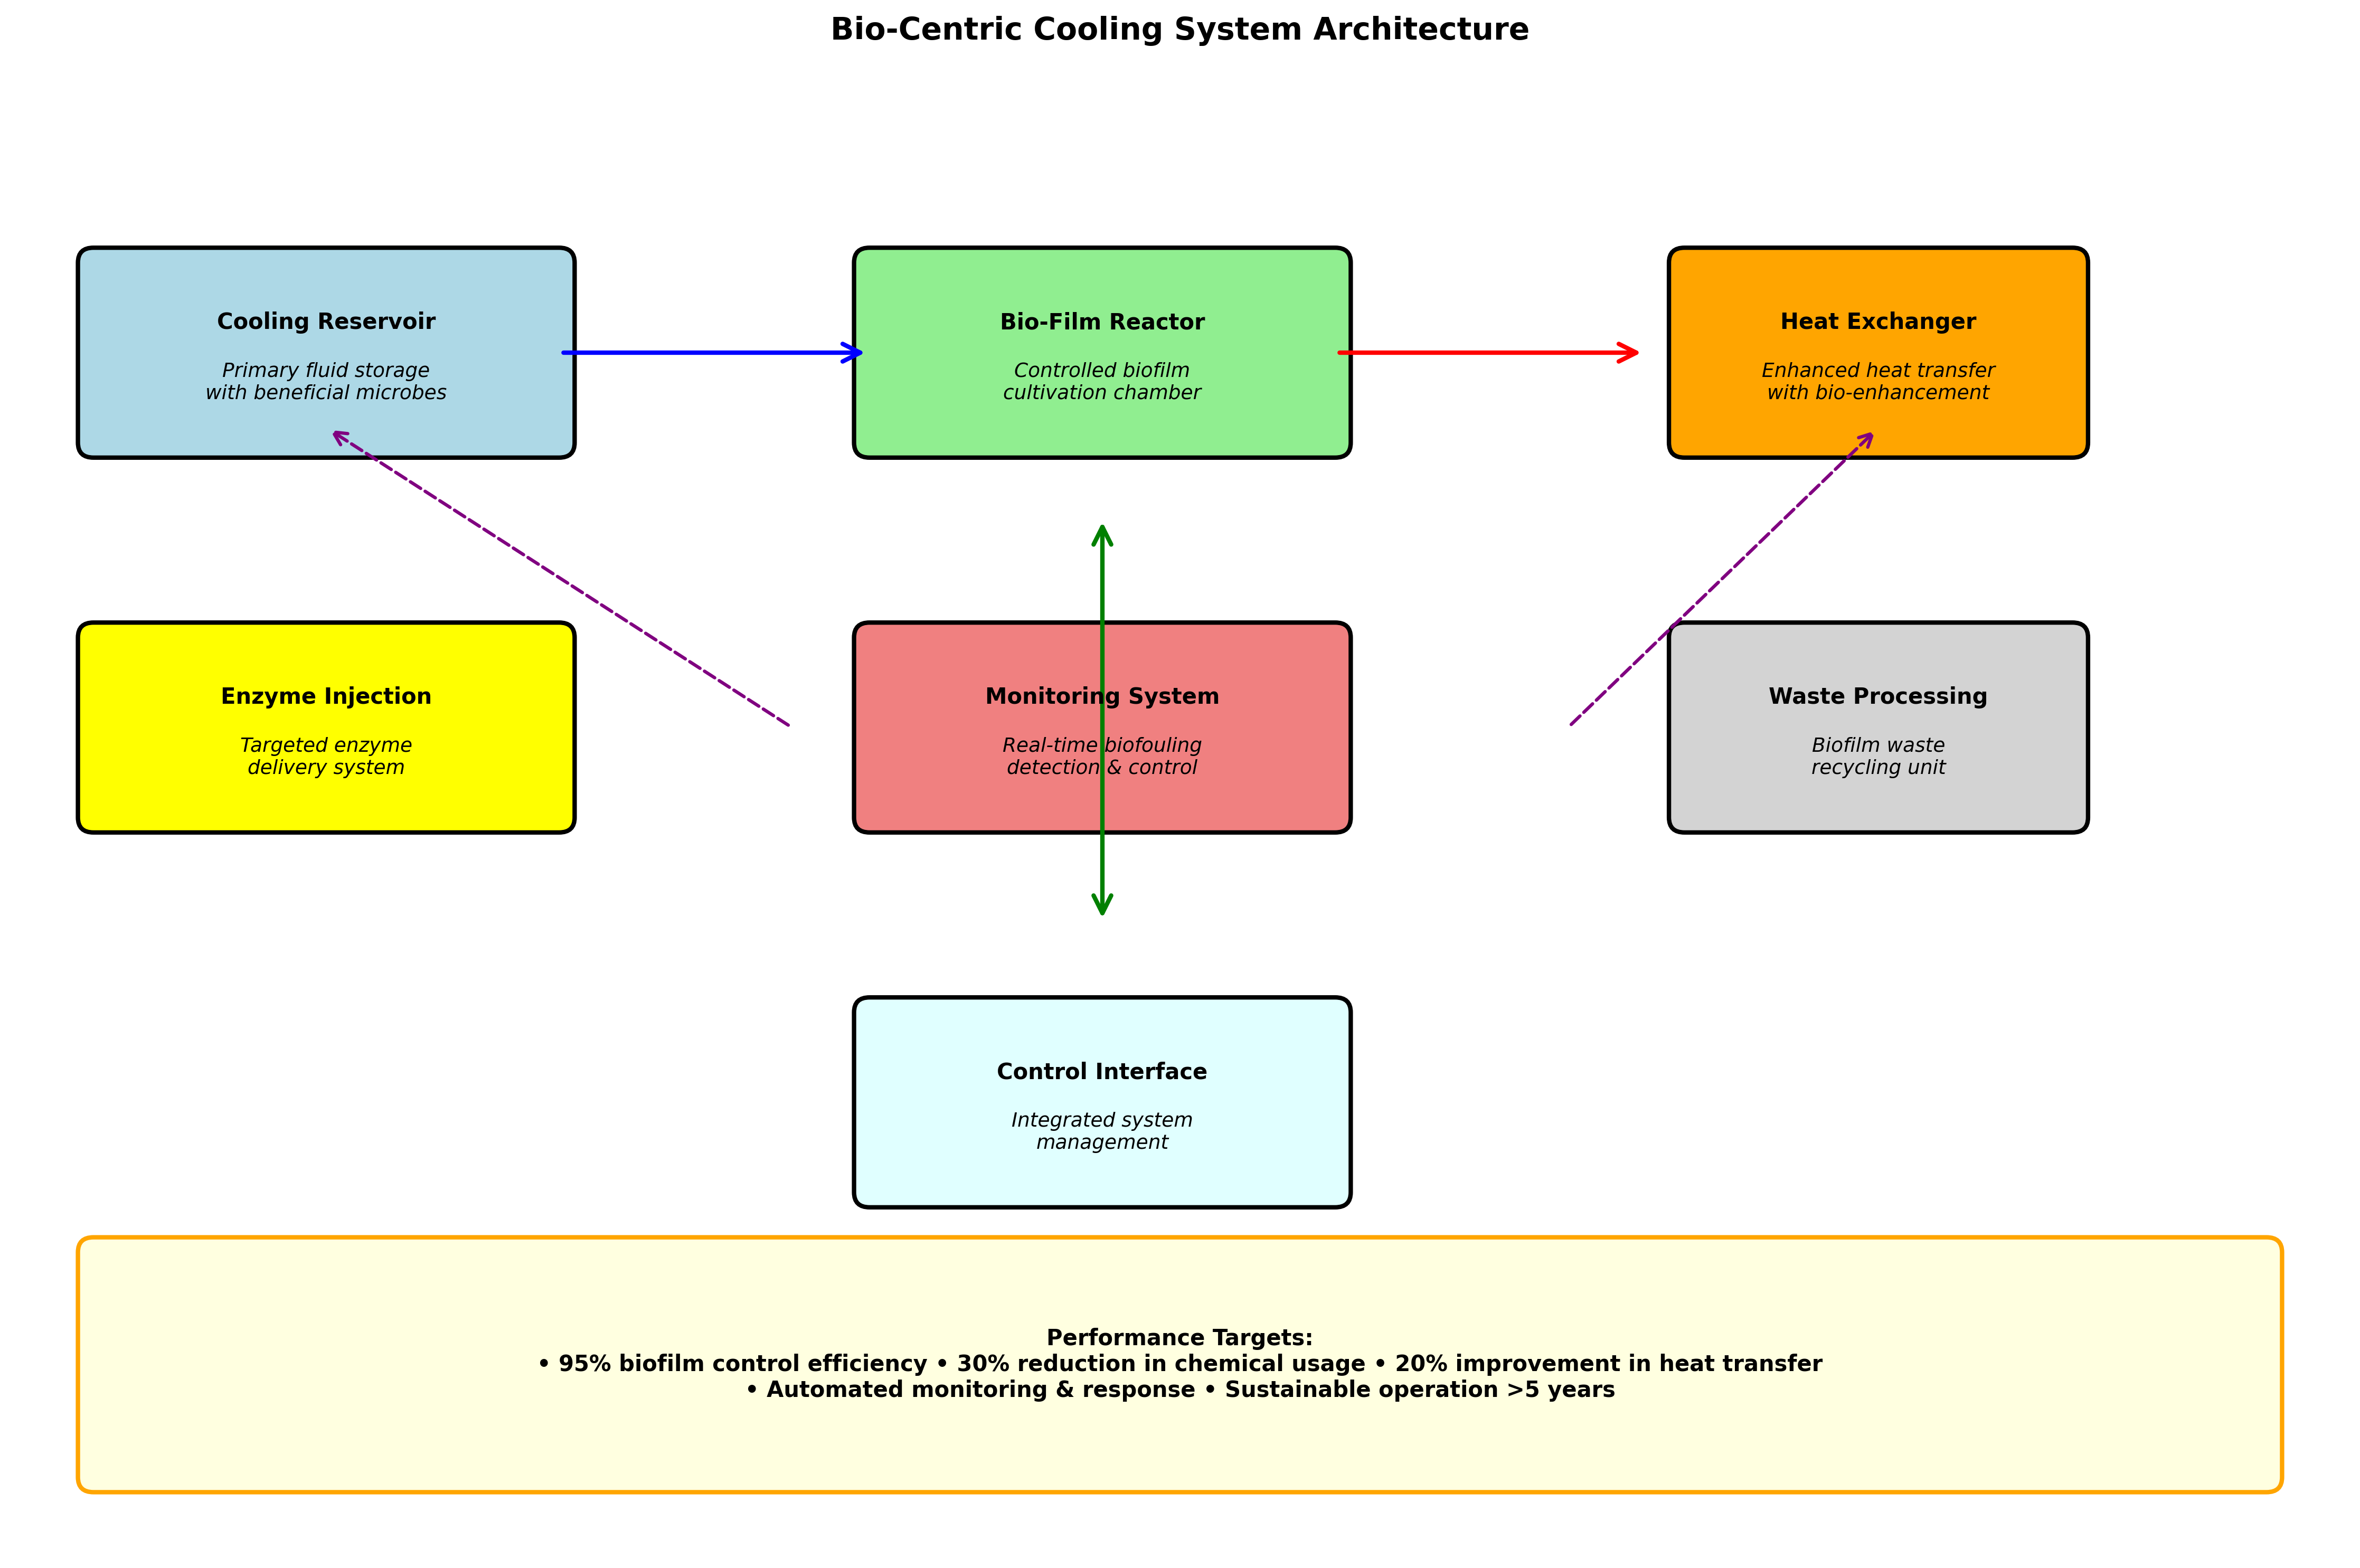 Bio-Centric Cooling System Architecture
Cooling Reservoir
Primary fluid storage
with beneficial microbes
Bio-Film Reactor
Controlled biofilm
cultivation chamber
Heat Exchanger
Enhanced heat transfer
with bio-enhancement
Enzyme Injection
Targeted enzyme
delivery system
Monitoring System
Real-time biofouling
detection & control
Waste Processing
Biofilm waste
recycling unit
Control Interface
Integrated system
management
Performance Targets:
• 95% biofilm control efficiency • 30% reduction in chemical usage • 20% improvement in heat transfer
• Automated monitoring & response • Sustainable operation >5 years